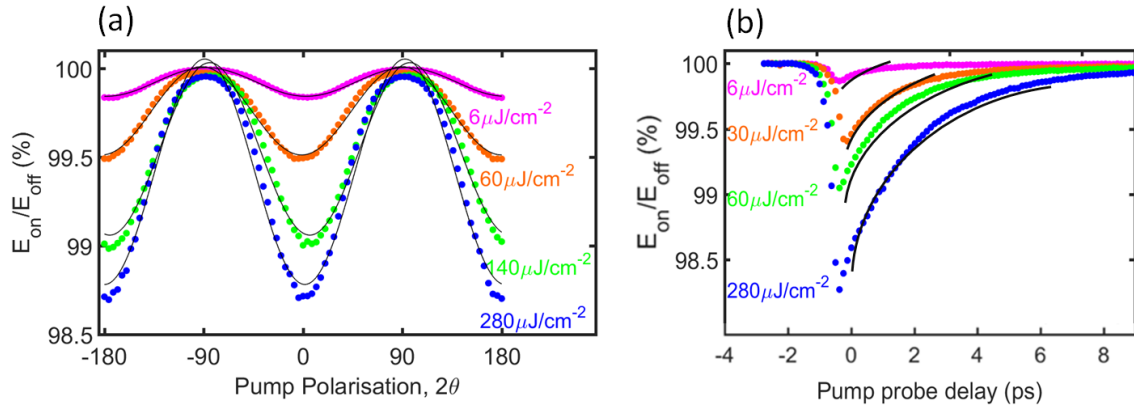 (a)
E_on/E_off (%)
100
99.5
99
98.5
6μJ/cm⁻²
60μJ/cm⁻²
140μJ/cm⁻²
280μJ/cm⁻²
-180
-90
0
90
180
Pump Polarisation, 2θ
(b)
E_on/E_off (%)
100
99.5
99
98.5
6μJ/cm⁻²
30μJ/cm⁻²
60μJ/cm⁻²
280μJ/cm⁻²
-4
-2
0
2
4
6
8
Pump probe delay (ps)